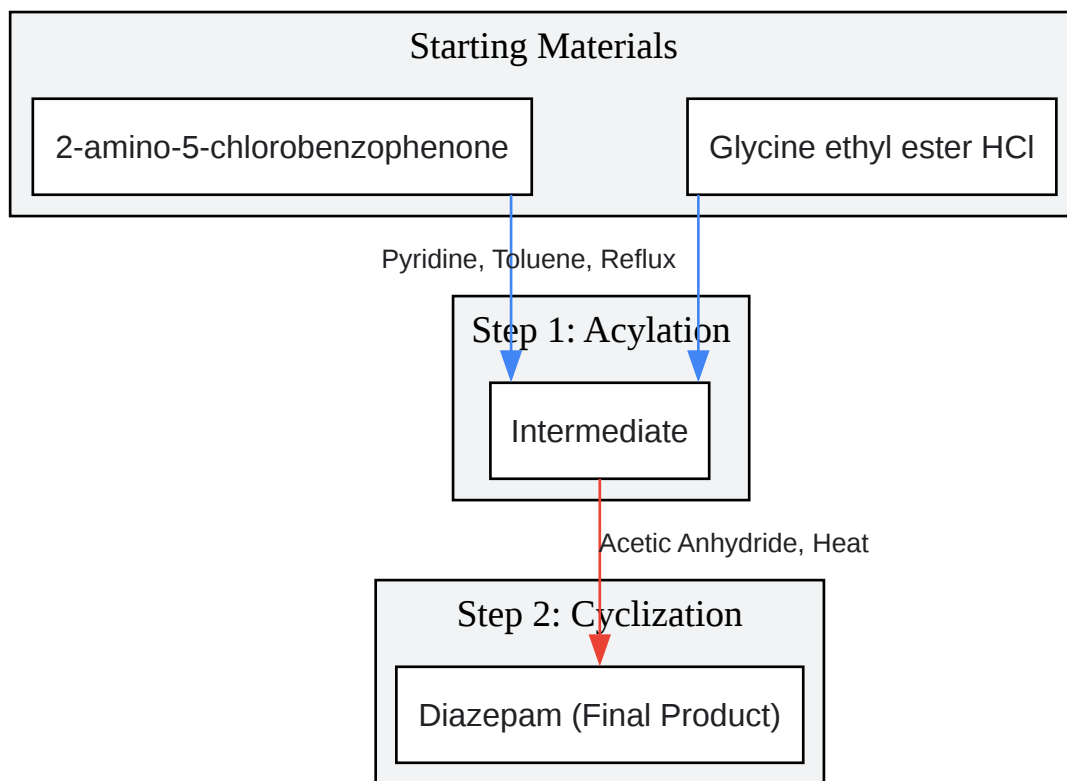 Starting Materials
2-amino-5-chlorobenzophenone
Glycine ethyl ester HCl
Pyridine, Toluene, Reflux
Step 1: Acylation
Intermediate
Acetic Anhydride, Heat
Step 2: Cyclization
Diazepam (Final Product)